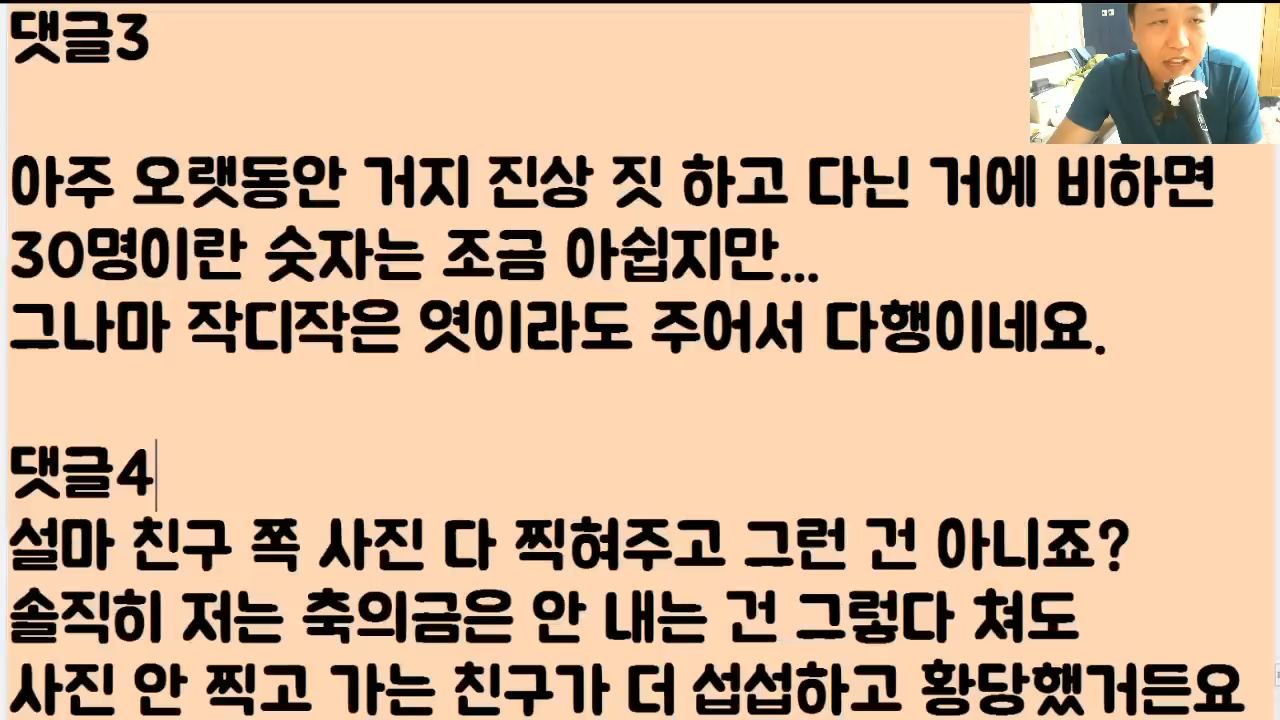 댓글3
아주 오랫동안 거지 진상 짓 하고 다닌 거에 비하면
30명이란 숫자는 조금 아쉽지만...
그나마 작디작은 엿이라도 주어서 다행이네요.
댓글4
설마 친구 쪽 사진 다 찍혀주고 그런 건 아니죠?
솔직히 저는 축의금은 안 내는 건 그렇다 쳐도
사진 안 찍고 가는 친구가 더 섭섭하고 황당했거든요